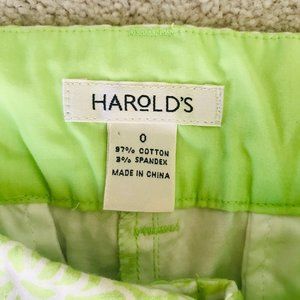 HAROLD'S
0
97% COTTON
3% SPANDEX
MADE IN CHINA